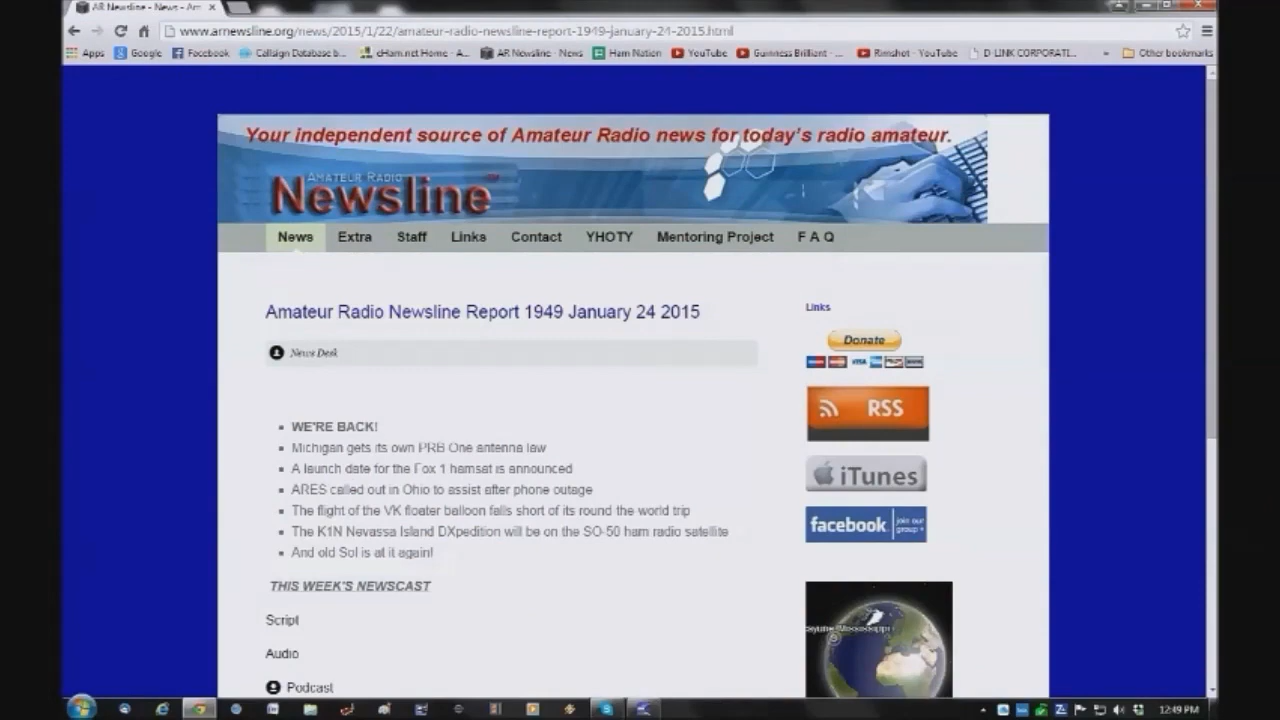 AR Newsline - News - Am
www.arnewsline.org/news/2015/1/22/amateur-radio-newsline-report-1949-january-24-2015.html
Apps Google Facebook Callsign Database b... eHam.net Home - A... AR Newsline - News Ham Nation YouTube Guinness Brilliant - ... Rimshot - YouTube D-LINK CORPORATI... » Other bookmarks
Your independent source of Amateur Radio news for today's radio amateur.
AMATEUR RADIO
Newsline
News Extra Staff Links Contact YHOTY Mentoring Project F A Q
Amateur Radio Newsline Report 1949 January 24 2015
Links
Donate
News Desk
VISA
RSS
WE'RE BACK!
Michigan gets its own PRB One antenna law
A launch date for the Fox 1 hamsat is announced
iTunes
ARES called out in Ohio to assist after phone outage
The flight of the VK floater balloon falls short of its round the world trip
facebook join our group
The K1N Nevassa Island DXpedition will be on the SO-50 ham radio satellite
And old Sol is at it again!
THIS WEEK'S NEWSCAST
Script
Mississippi
Audio
Podcast
12:49 PM